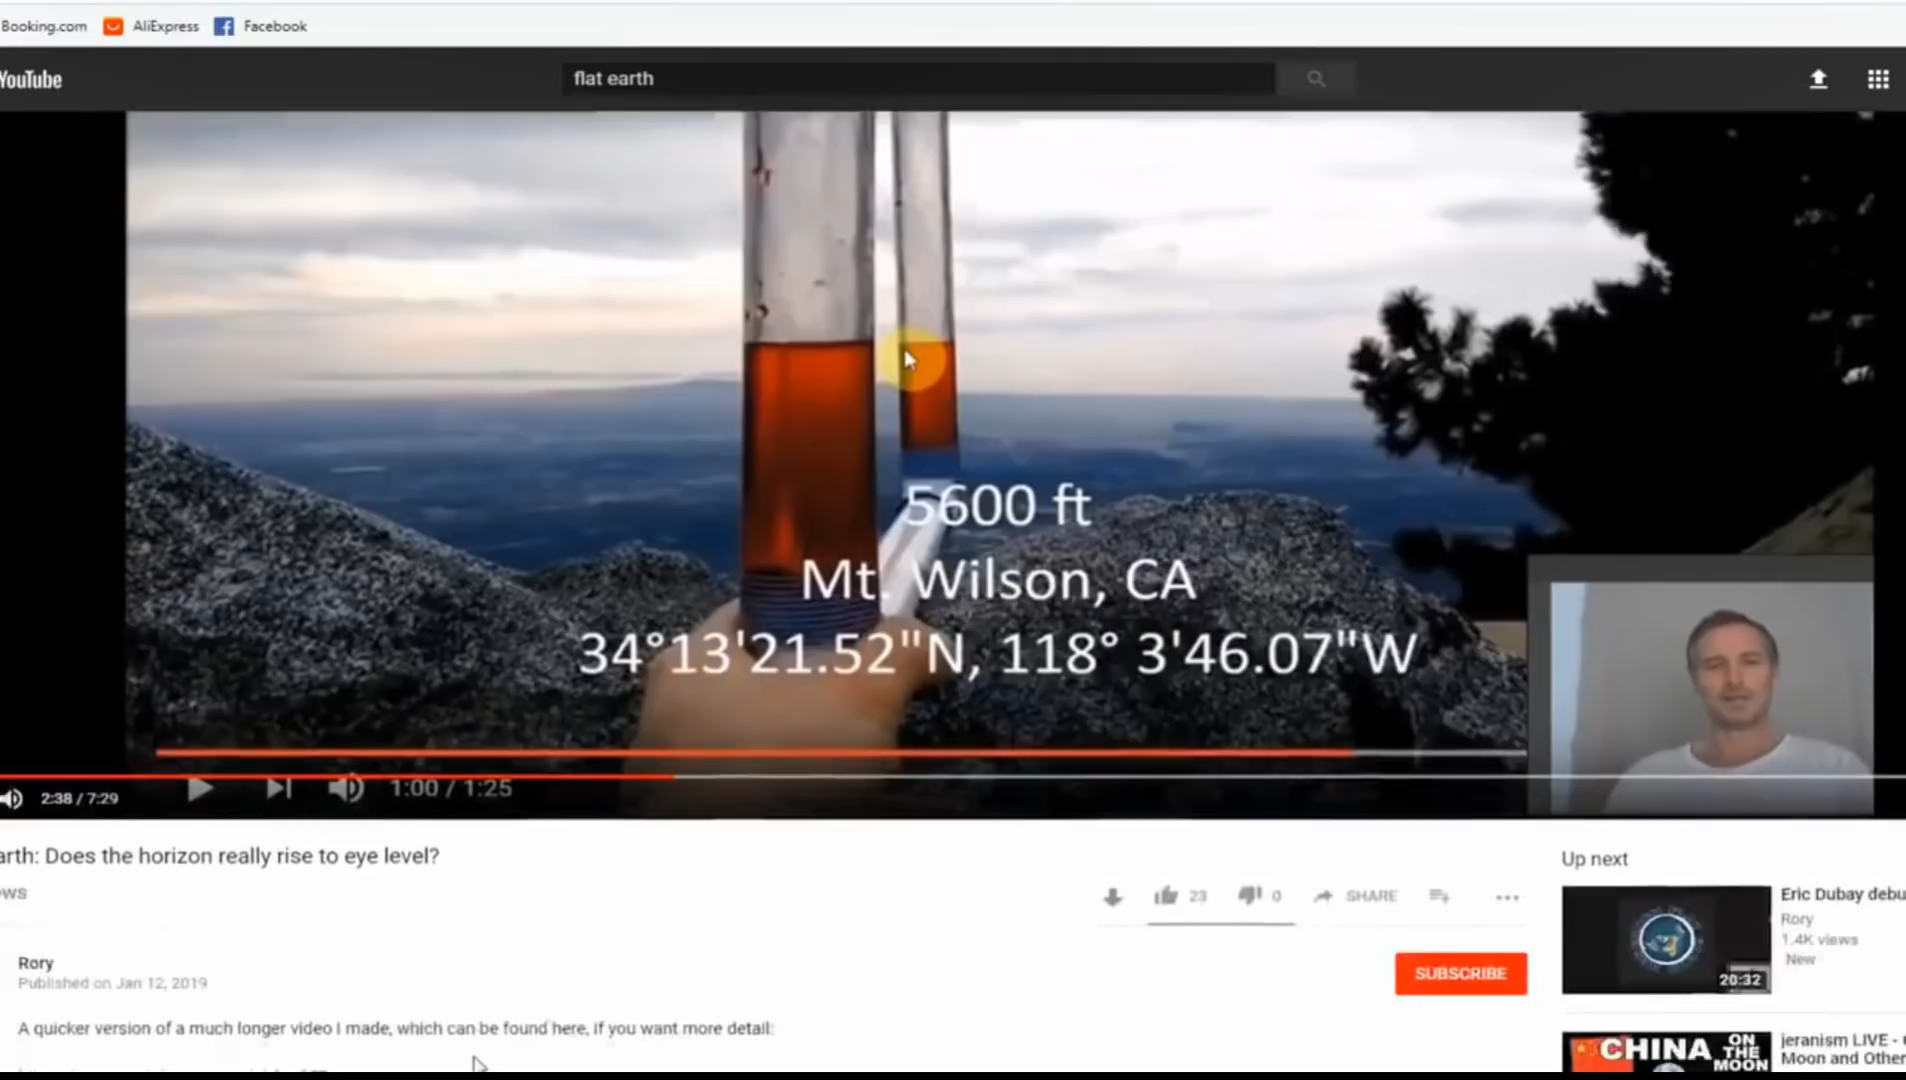 Booking.com AliExpress Facebook
YouTube
flat earth
5600 ft
Mt. Wilson, CA
34°13'21.52"N, 118° 3'46.07"W
1:00 / 1:25
2:38 / 7:29
arth: Does the horizon really rise to eye level?
ews
23 0 SHARE
Rory
Published on Jan 12, 2019
SUBSCRIBE
A quicker version of a much longer video I made, which can be found here, if you want more detail:
Up next
20:32
Eric Dubay debu
Rory
1.4K views
New
CHINA ON THE MOON
jeranism LIVE -
Moon and Other